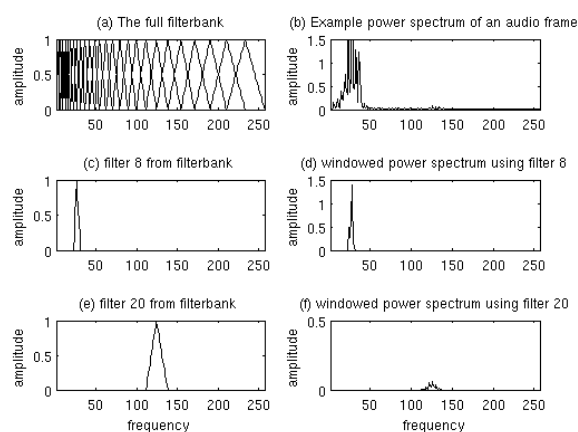 (a) The full filterbank
(b) Example power spectrum of an audio frame
amplitude
1
0.5
0
50 100 150 200 250
amplitude
1.5
1
0.5
0
50 100 150 200 250
(c) filter 8 from filterbank
(d) windowed power spectrum using filter 8
amplitude
1
0.5
0
50 100 150 200 250
amplitude
1.5
1
0.5
0
50 100 150 200 250
(e) filter 20 from filterbank
(f) windowed power spectrum using filter 20
amplitude
1
0.5
0
50 100 150 200 250
frequency
amplitude
0.5
0
50 100 150 200 250
frequency